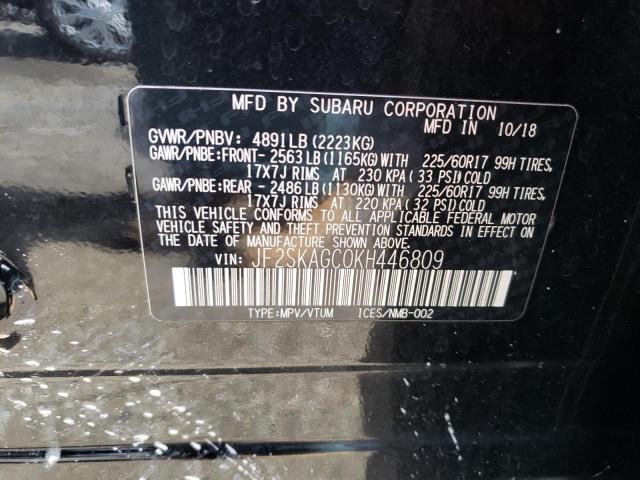 MFD BY SUBARU CORPORATION
MFD IN 10/18
GVWR/PNBV: 4891LB (2223KG)
GAWR/PNBE:FRONT- 2563 LB (1165KG) WITH 225/60R17 99H TIRES,
17X7J RIMS AT 230 KPA (33 PSI) COLD
GAWR/PNBE:REAR - 2486 LB (1130KG) WITH 225/60R17 99H TIRES,
17X7J RIMS AT 220 KPA (32 PSI) COLD
THIS VEHICLE CONFORMS TO ALL APPLICABLE FEDERAL MOTOR
VEHICLE SAFETY AND THEFT PREVENTION STANDARDS IN EFFECT
ON THE DATE OF MANUFACTURE SHOWN ABOVE.
VIN: JF2SKAGC0KH446809
TYPE:MPV/VTUM ICES/NMB-002